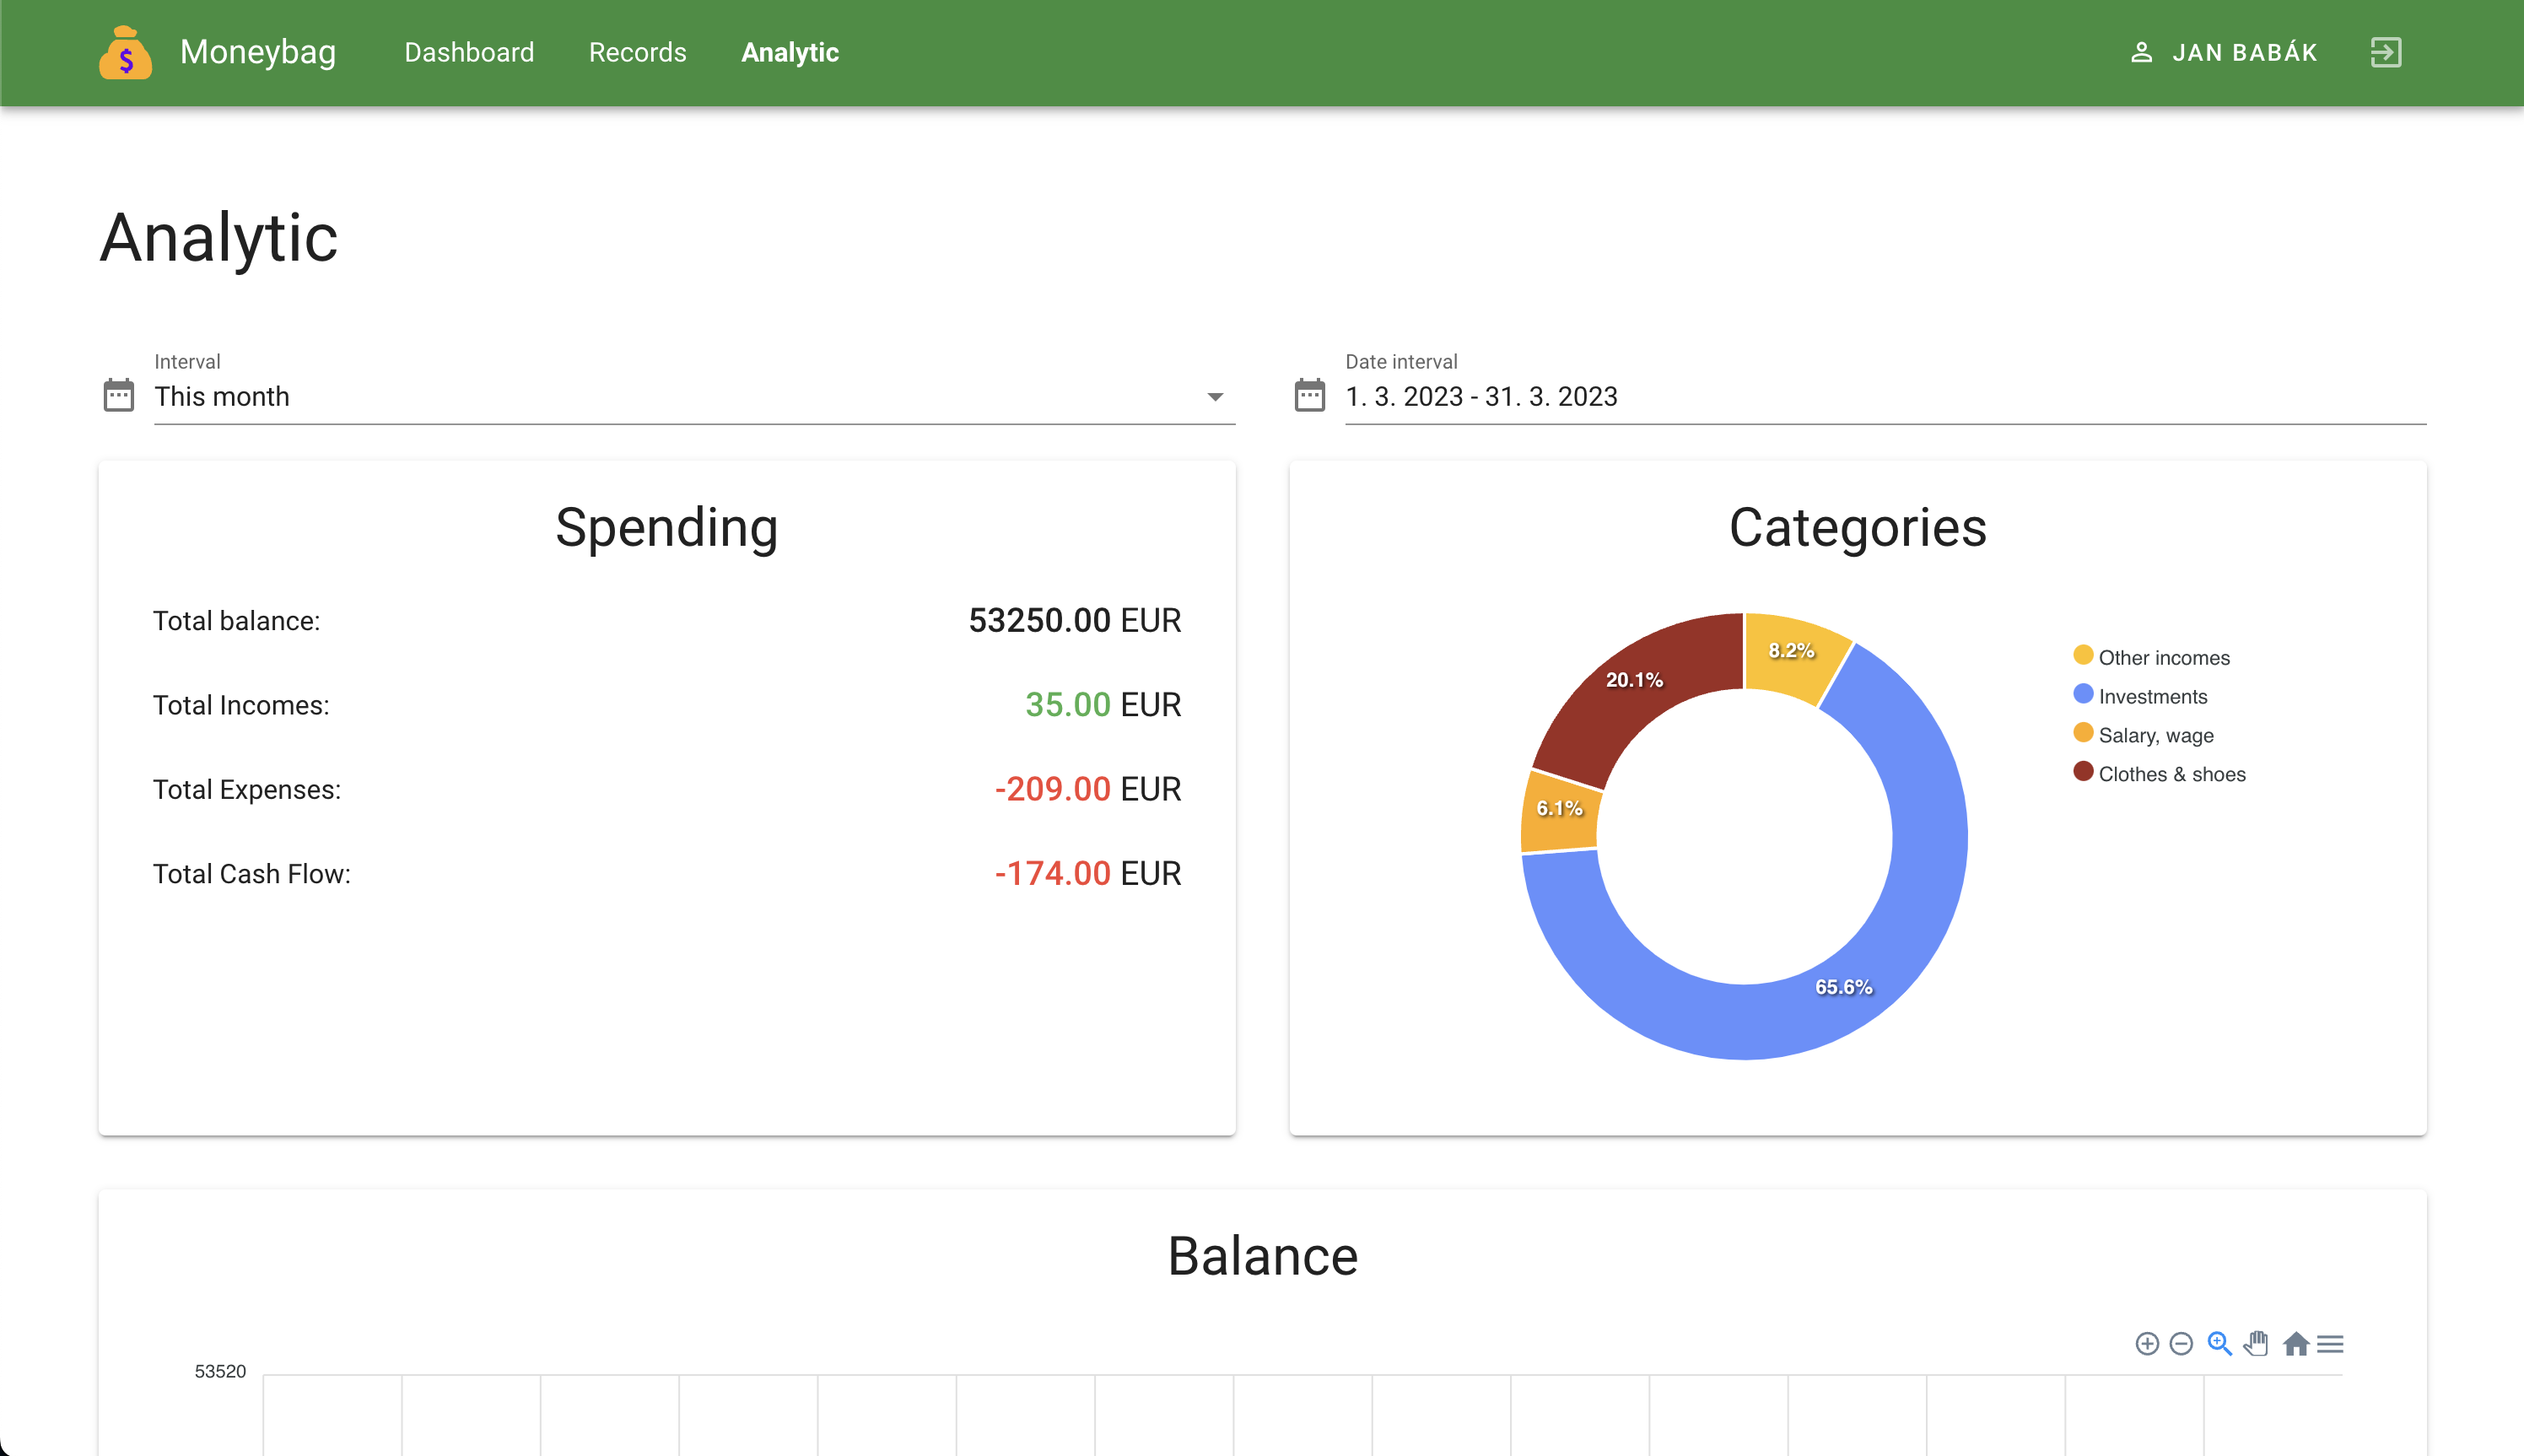 $ Moneybag Dashboard Records Analytic JAN BABÁK
Analytic
Interval
This month
Date interval
1. 3. 2023 - 31. 3. 2023
Spending
Total balance: 53250.00 EUR
Total Incomes: 35.00 EUR
Total Expenses: -209.00 EUR
Total Cash Flow: -174.00 EUR
Categories
8.2%
20.1%
6.1%
65.6%
Other incomes
Investments
Salary, wage
Clothes & shoes
Balance
53520